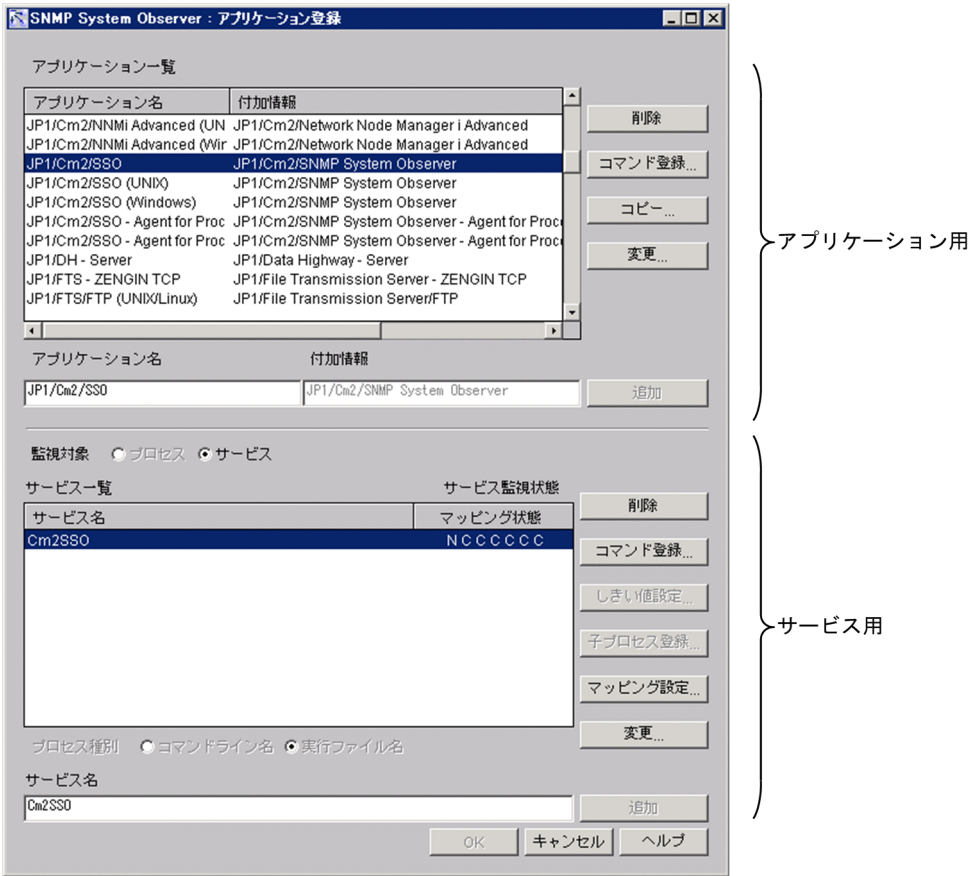 SNMP System Observer : アプリケーション登録
アプリケーション一覧
アプリケーション名 付加情報
JP1/Cm2/NNMi Advanced (UN JP1/Cm2/Network Node Manager i Advanced
JP1/Cm2/NNMi Advanced (Wir JP1/Cm2/Network Node Manager i Advanced
JP1/Cm2/SSO JP1/Cm2/SNMP System Observer
JP1/Cm2/SSO (UNIX) JP1/Cm2/SNMP System Observer
JP1/Cm2/SSO (Windows) JP1/Cm2/SNMP System Observer
JP1/Cm2/SSO - Agent for Proc JP1/Cm2/SNMP System Observer - Agent for Proc
JP1/Cm2/SSO - Agent for Proc JP1/Cm2/SNMP System Observer - Agent for Proc
JP1/DH - Server JP1/Data Highway - Server
JP1/FTS - ZENGIN TCP JP1/File Transmission Server - ZENGIN TCP
JP1/FTS/FTP (UNIX/Linux) JP1/File Transmission Server/FTP
削除
コマンド登録...
コピー...
変更...
アプリケーション用
アプリケーション名 付加情報
JP1/Cm2/SSO JP1/Cm2/SNMP System Observer 追加
監視対象 プロセス サービス
サービス一覧 サービス監視状態
サービス名 マッピング状態
Cm2SSO N C C C C C C
削除
コマンド登録...
しきい値設定...
子プロセス登録...
マッピング設定...
変更...
サービス用
プロセス種別 コマンドライン名 実行ファイル名
サービス名
Cm2SSO 追加
OK キャンセル ヘルプ